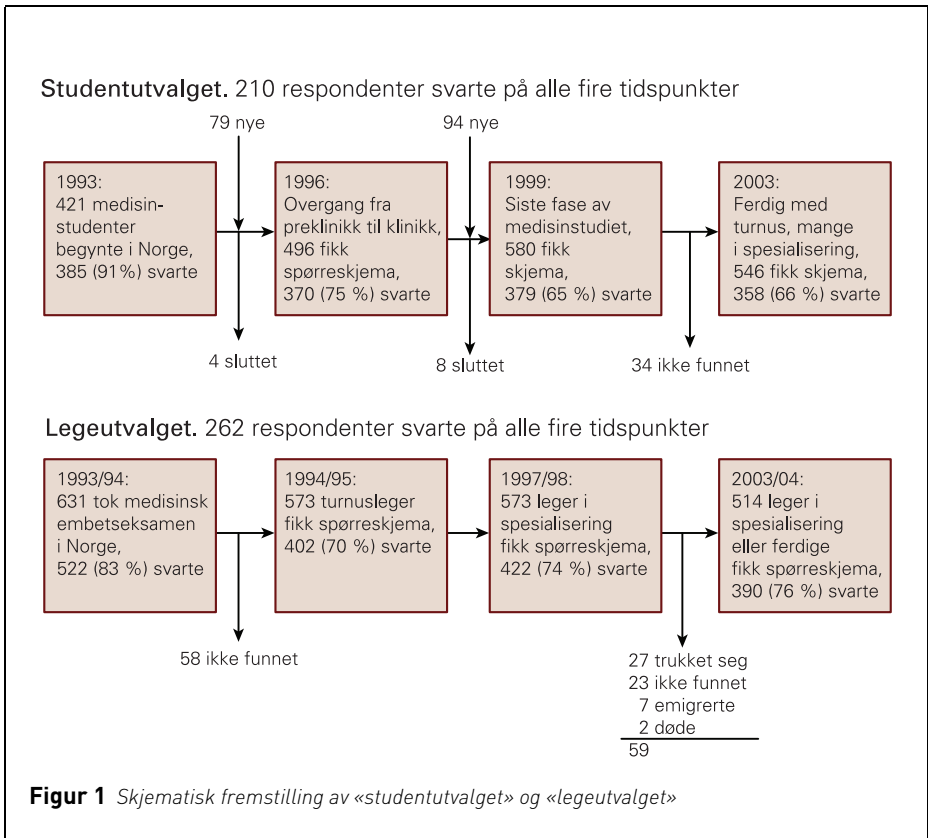 Studentutvalget. 210 respondenter svarte på alle fire tidspunkter
79 nye
94 nye
1993:
421 medisin-
studenter
begynte i Norge,
385 (91%) svarte
1996:
Overgang fra
preklinikk til klinikk,
496 fikk
spørreskjema,
370 (75 %) svarte
1999:
Siste fase av
medisinstudiet,
580 fikk
skjema,
379 (65 %) svarte
2003:
Ferdig med
turnus, mange
i spesialisering,
546 fikk skjema,
358 (66 %) svarte
4 sluttet
8 sluttet
34 ikke funnet
Legeutvalget. 262 respondenter svarte på alle fire tidspunkter
1993/94:
631 tok medisinsk
embetseksamen
i Norge,
522 (83 %) svarte
1994/95:
573 turnusleger
fikk spørreskjema,
402 (70 %) svarte
1997/98:
573 leger i
spesialisering
fikk spørreskjema,
422 (74 %) svarte
2003/04:
514 leger i
spesialisering
eller ferdige
fikk spørreskjema,
390 (76 %) svarte
58 ikke funnet
27 trukket seg
23 ikke funnet
7 emigrerte
2 døde
59
Figur 1 Skjematisk fremstilling av «studentutvalget» og «legeutvalget»